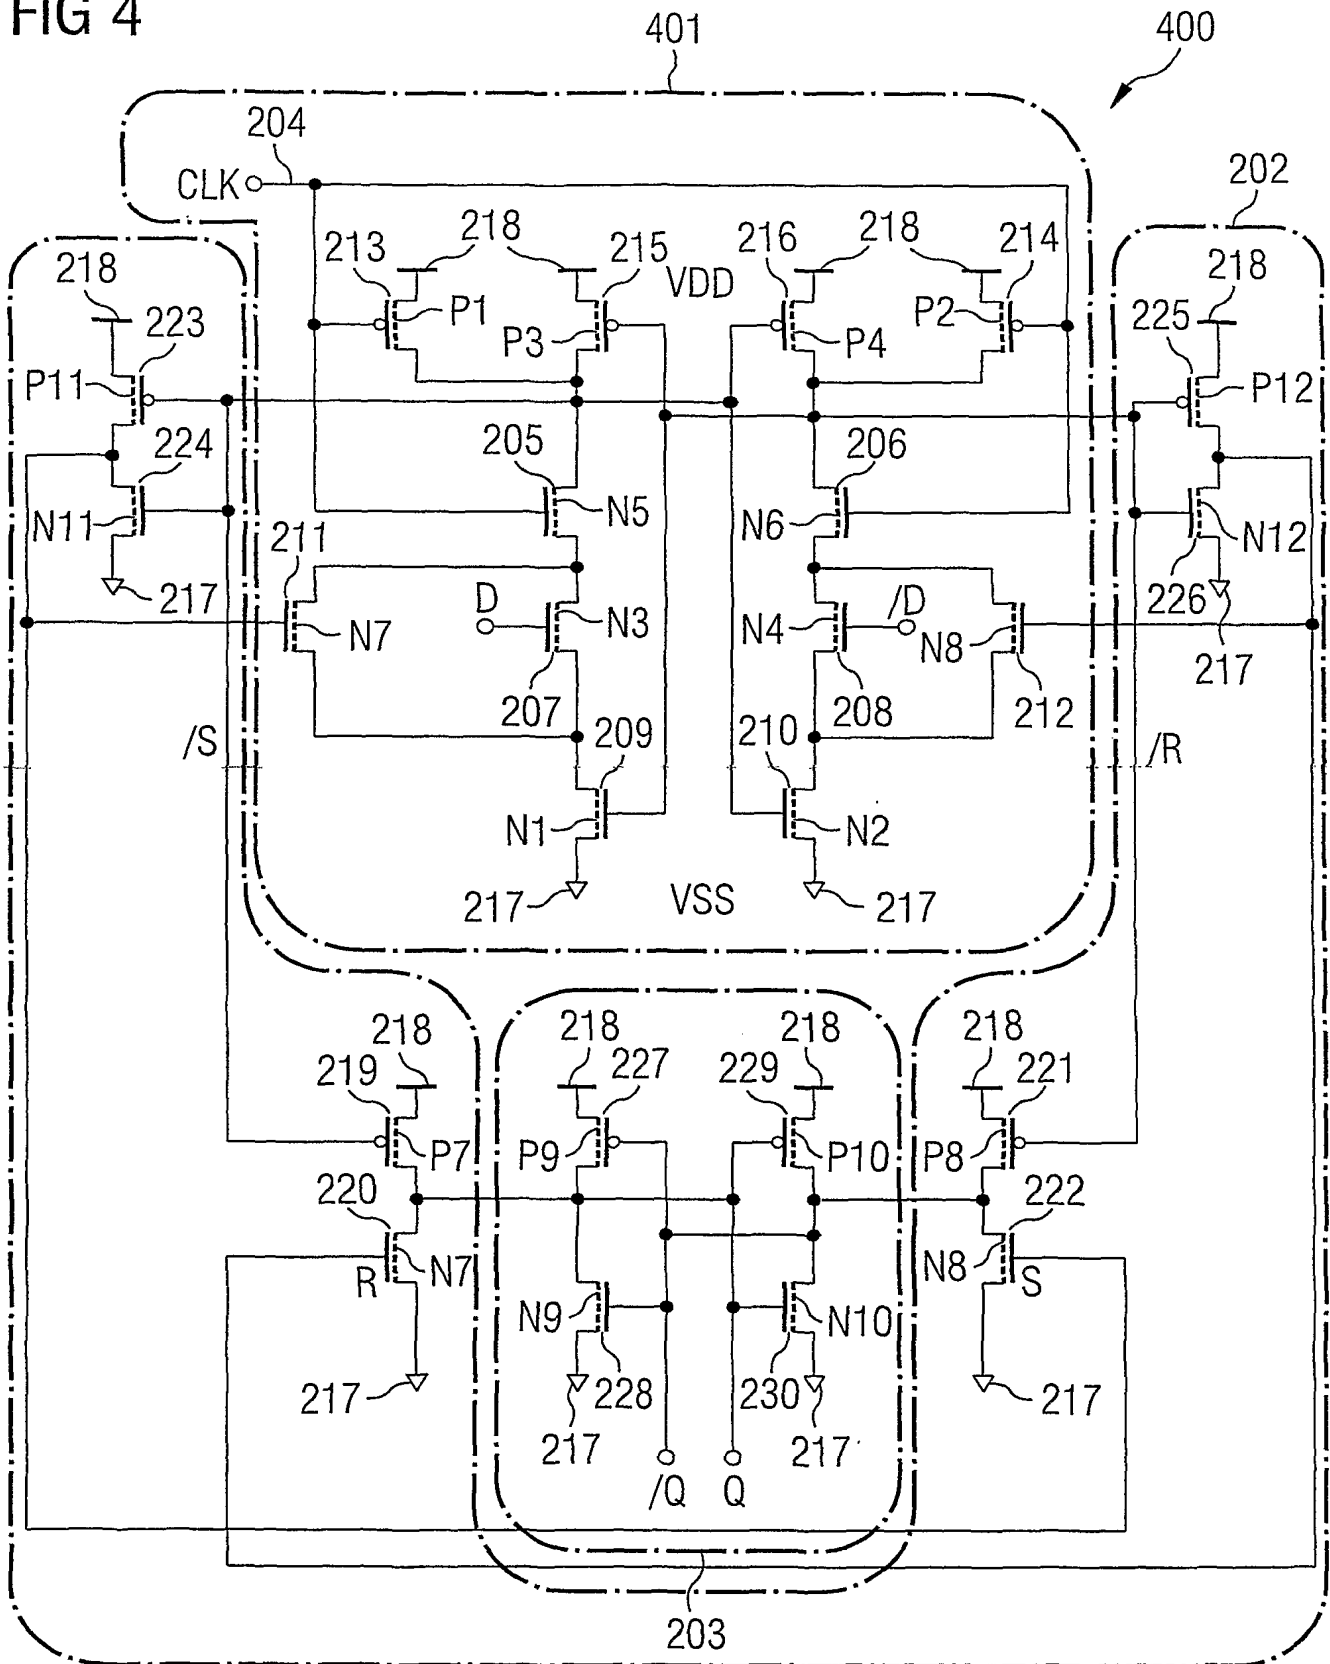 FIG 4
401
400
204
CLK
202
213 218 215 216 218 214
VDD
P1 P3 P4 P2
218 223
P11
224
N11
217
218
225
P12
N12
226
217
205 206
N5 N6
211
N7
D
N3
207
N4
/D
208
N8
212
/S
/R
209 210
N1 N2
217 VSS 217
218 218 218 218
219 227 229 221
P7 P9 P10 P8
220 222
R N7 N8 S
N9 N10
217 228 230 217
217 217
/Q Q
203